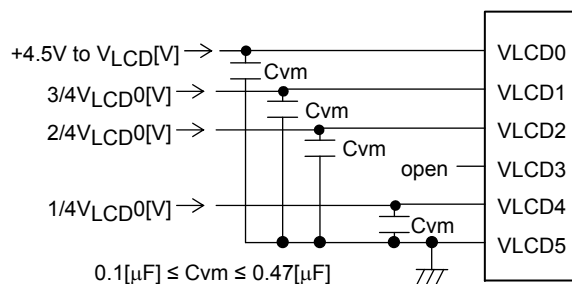 +4.5V to VLCD[V] VLCD0
Cvm
3/4VLCD0[V] VLCD1
Cvm
2/4VLCD0[V] VLCD2
Cvm
open VLCD3
1/4VLCD0[V] VLCD4
Cvm
VLCD5
0.1[μF] ≤ Cvm ≤ 0.47[μF]